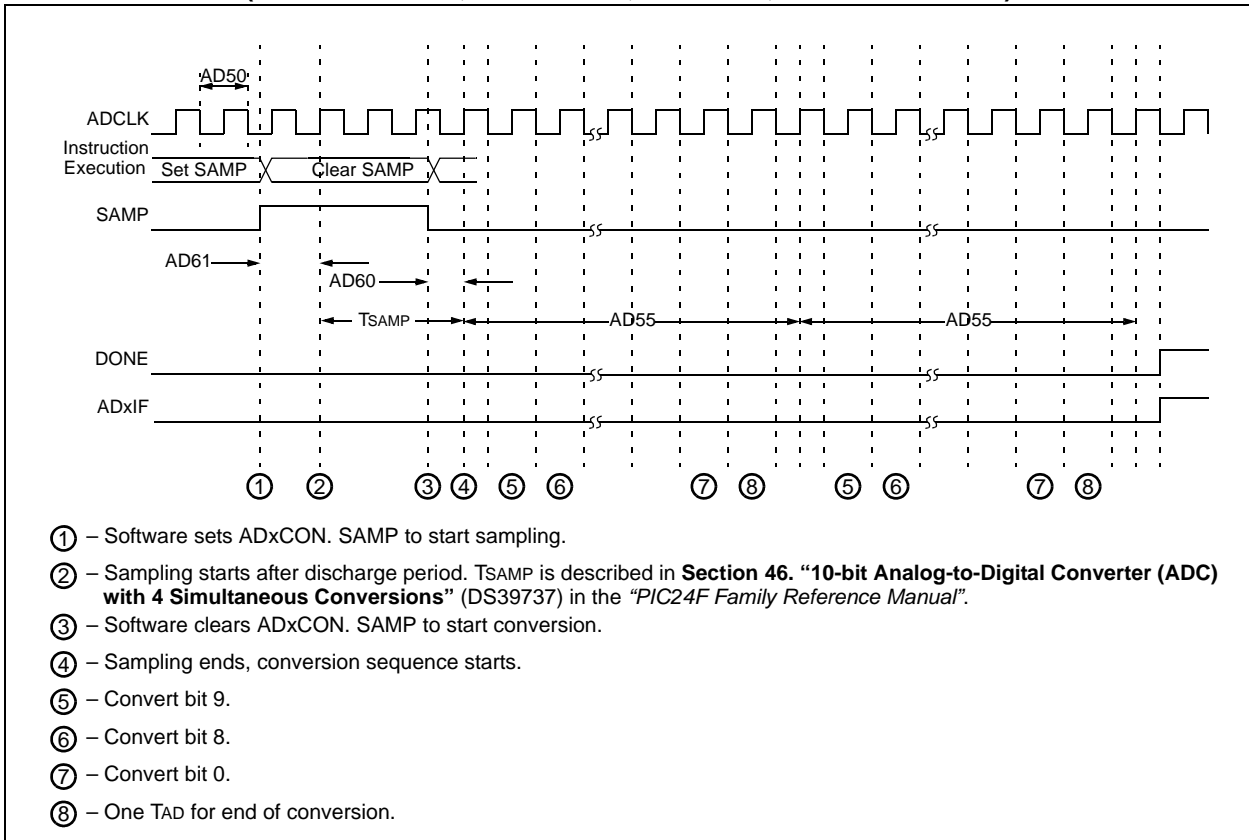 AD50
ADCLK
Instruction
Execution Set SAMP Clear SAMP
SAMP
AD61
AD60
TSAMP AD55 AD55
DONE
ADxIF
1 2 3 4 5 6 7 8 5 6 7 8
1 – Software sets ADxCON. SAMP to start sampling.
2 – Sampling starts after discharge period. TSAMP is described in Section 46. “10-bit Analog-to-Digital Converter (ADC)
with 4 Simultaneous Conversions” (DS39737) in the “PIC24F Family Reference Manual”.
3 – Software clears ADxCON. SAMP to start conversion.
4 – Sampling ends, conversion sequence starts.
5 – Convert bit 9.
6 – Convert bit 8.
7 – Convert bit 0.
8 – One TAD for end of conversion.